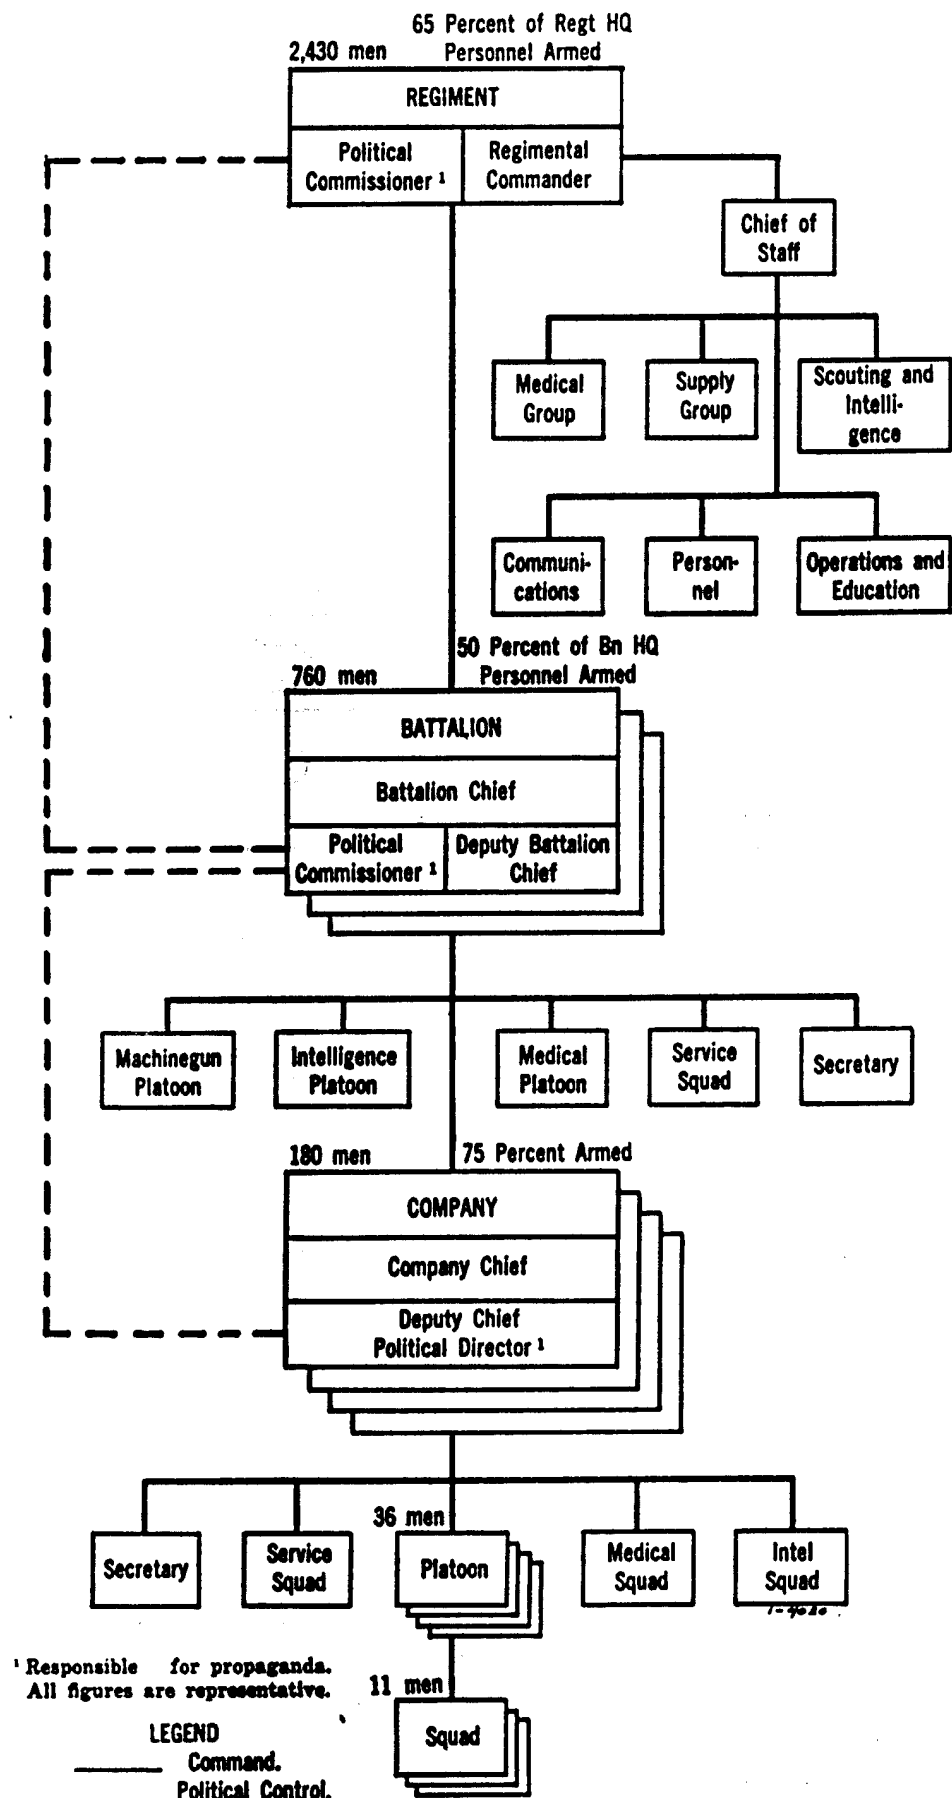 65 Percent of Regt HQ
Personnel Armed
2,430 men
REGIMENT
Political
Commissioner ¹
Regimental
Commander
Chief of
Staff
Medical
Group
Supply
Group
Scouting and
Intelli-
gence
Communi-
cations
Person-
nel
Operations and
Education
50 Percent of Bn HQ
Personnel Armed
760 men
BATTALION
Battalion Chief
Political
Commissioner ¹
Deputy Battalion
Chief
Machinegun
Platoon
Intelligence
Platoon
Medical
Platoon
Service
Squad
Secretary
180 men
75 Percent Armed
COMPANY
Company Chief
Deputy Chief
Political Director ¹
36 men
Secretary
Service
Squad
Platoon
Medical
Squad
Intel
Squad
¹ Responsible for propaganda.
All figures are representative.
11 men
Squad
LEGEND
Command.
Political Control.